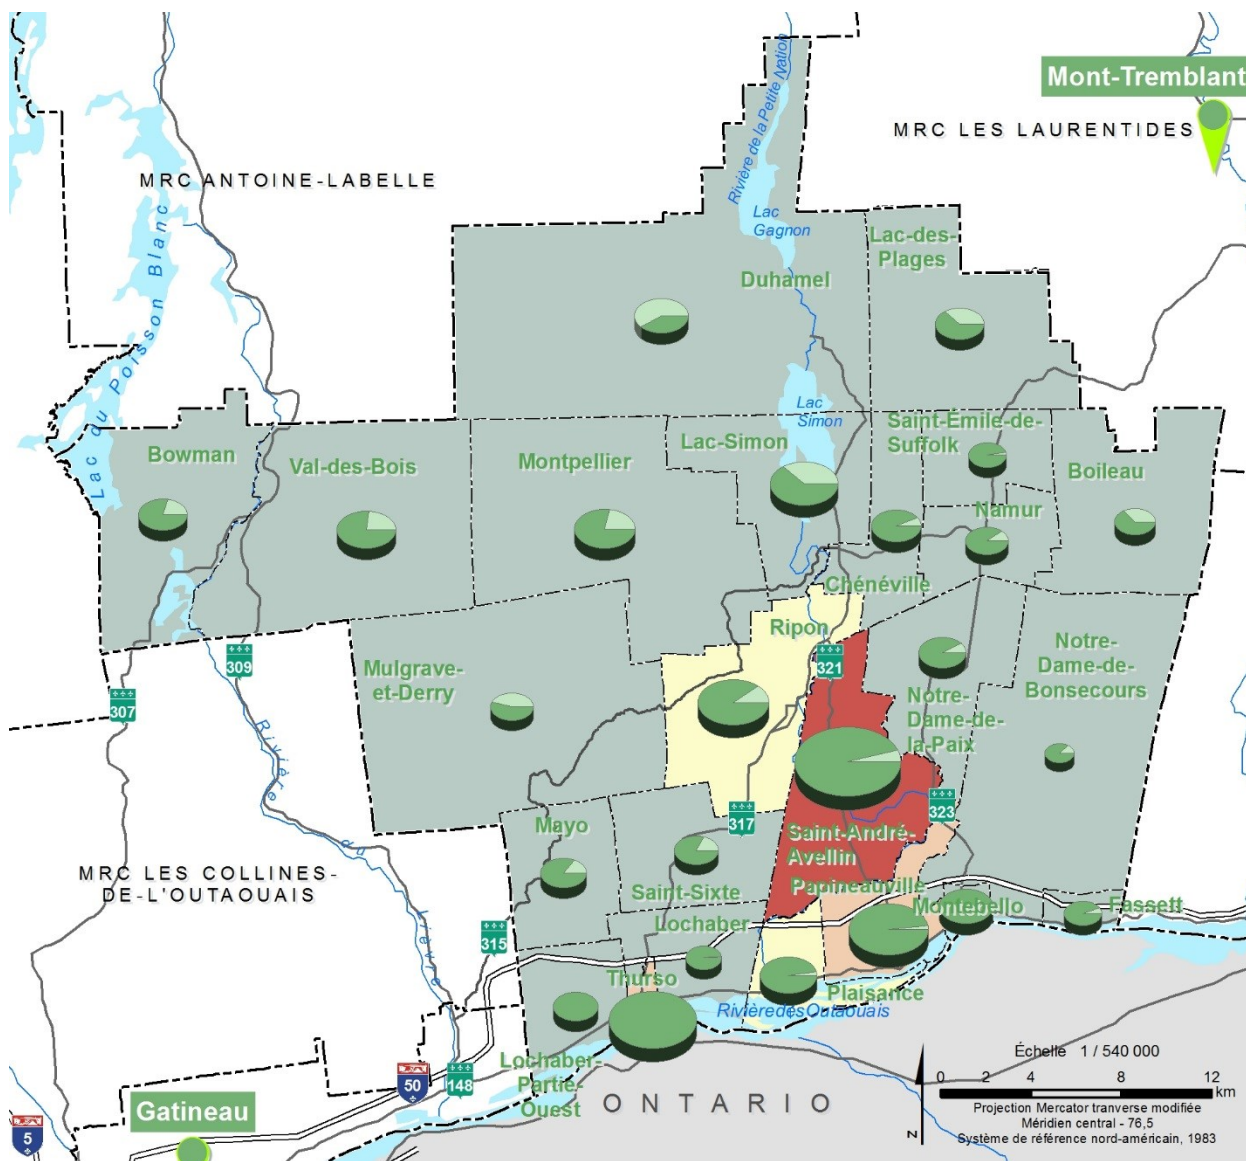 Mont-Tremblant
MRC LES LAURENTIDES
MRC ANTOINE-LABELLE
Rivière de la Petite Nation
Lac
Gagnon
Lac-des-
Plages
Duhamel
Lac du Poisson Blanc
Lac
Simon
Saint-Émile-de-
Suffolk
Bowman
Val-des-Bois
Montpellier
Lac-Simon
Boileau
Namur
Chénéville
Ripon
Mulgrave-
et-Derry
Notre-
Dame-de-
Bonsecours
Notre-
Dame-de-
la-Paix
309
321
307
Rivière du Lièvre
317
323
Mayo
Saint-André-
Avellin
MRC LES COLLINES-
DE-L'OUTAOUAIS
Saint-Sixte
Papineauville
Montebello
Fassett
Lochaber
315
Thurso
Plaisance
Rivière des Outaouais
Lochaber-
Partie-
Ouest
50
148
ONTARIO
Gatineau
5
Échelle 1 / 540 000
0 2 4 8 12
km
Projection Mercator tranverse modifiée
Méridien central - 76,5
Système de référence nord-américain, 1983
N